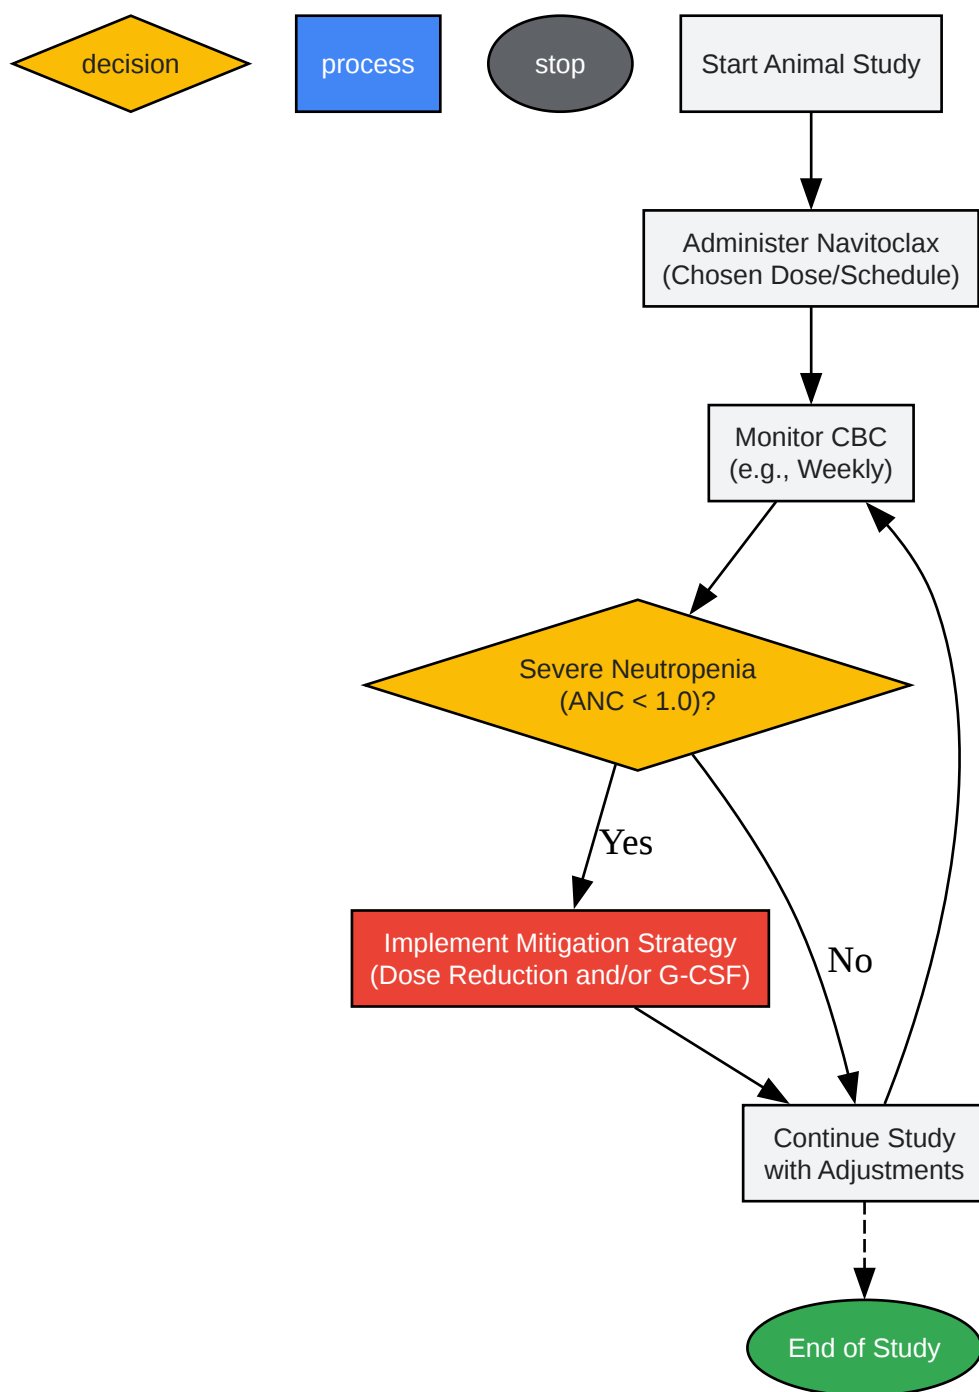 decision
process
stop
Start Animal Study
Administer Navitoclax
(Chosen Dose/Schedule)
Monitor CBC
(e.g., Weekly)
Severe Neutropenia
(ANC < 1.0)?
Yes
Implement Mitigation Strategy
(Dose Reduction and/or G-CSF)
No
Continue Study
with Adjustments
End of Study